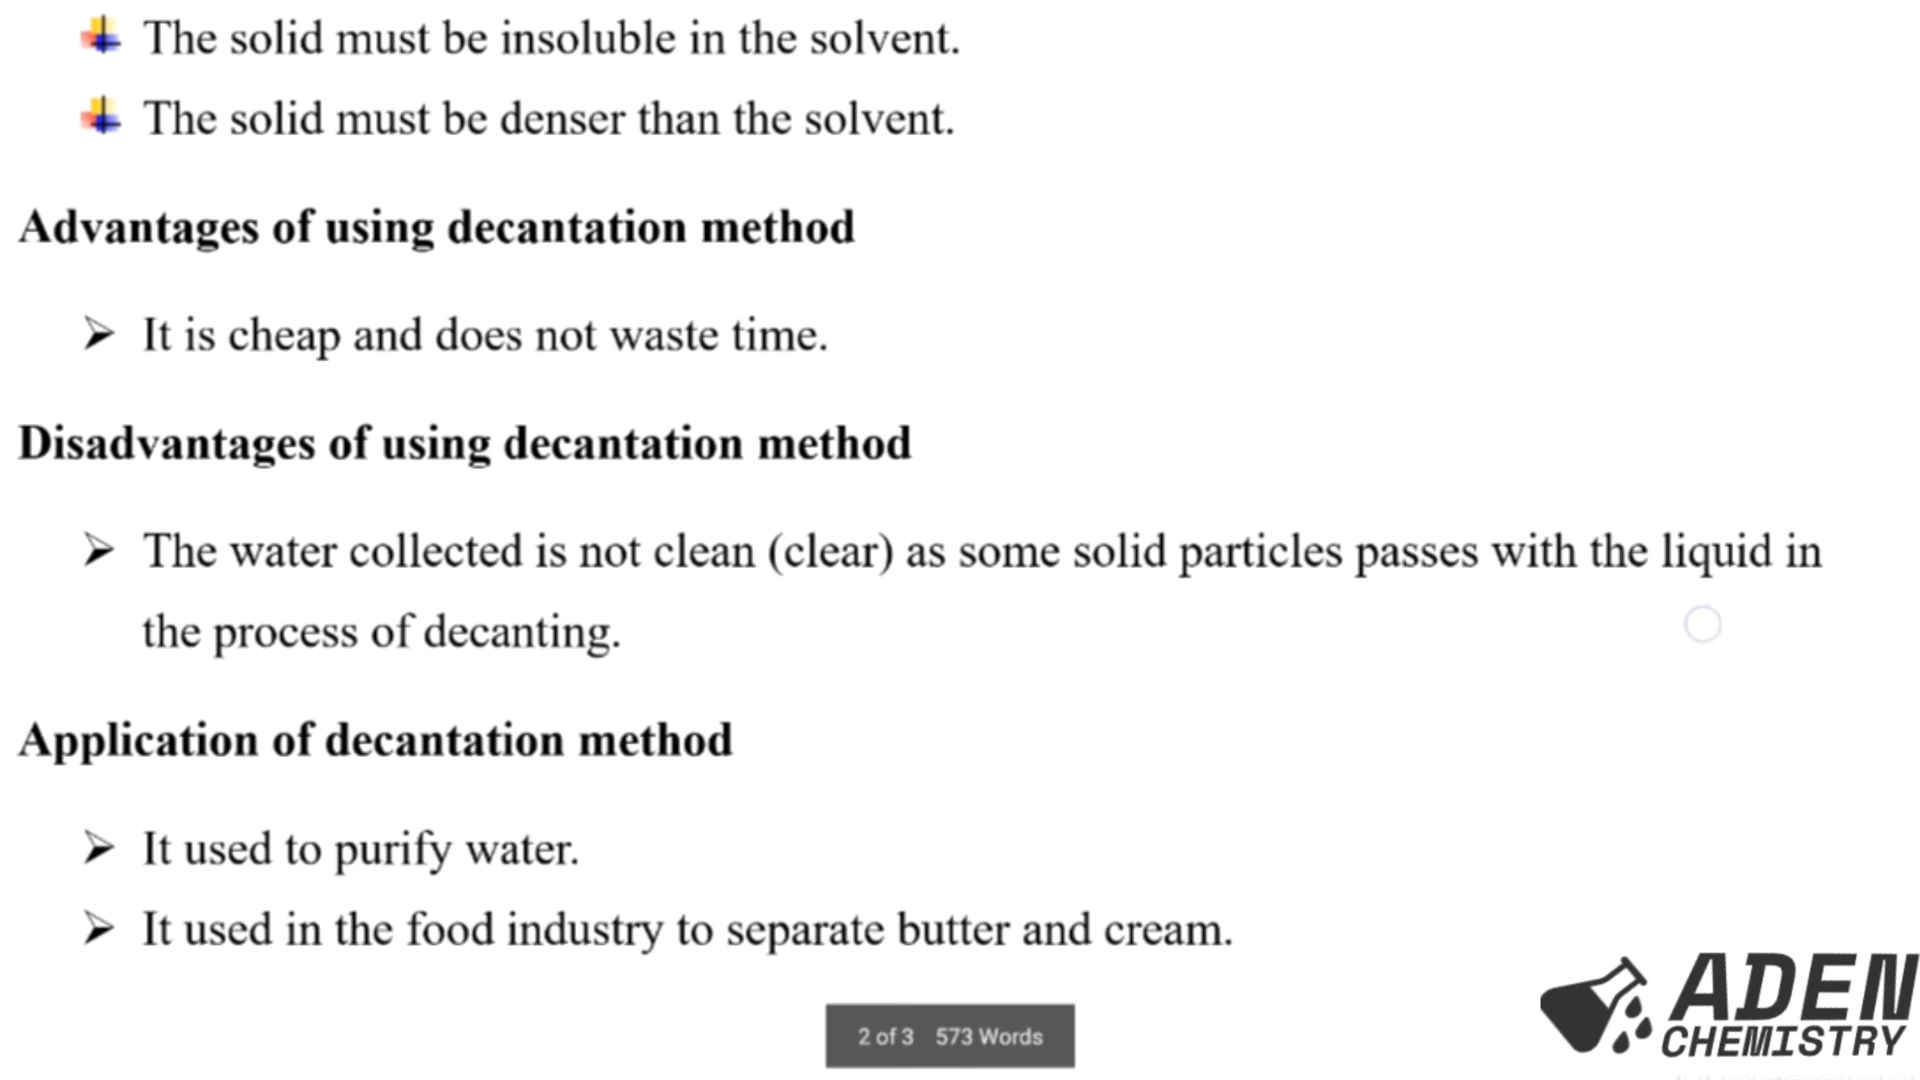 The solid must be insoluble in the solvent.
The solid must be denser than the solvent.
Advantages of using decantation method
It is cheap and does not waste time.
Disadvantages of using decantation method
The water collected is not clean (clear) as some solid particles passes with the liquid in
the process of decanting.
Application of decantation method
It used to purify water.
It used in the food industry to separate butter and cream.
2 of 3 573 Words
ADEN
CHEMISTRY